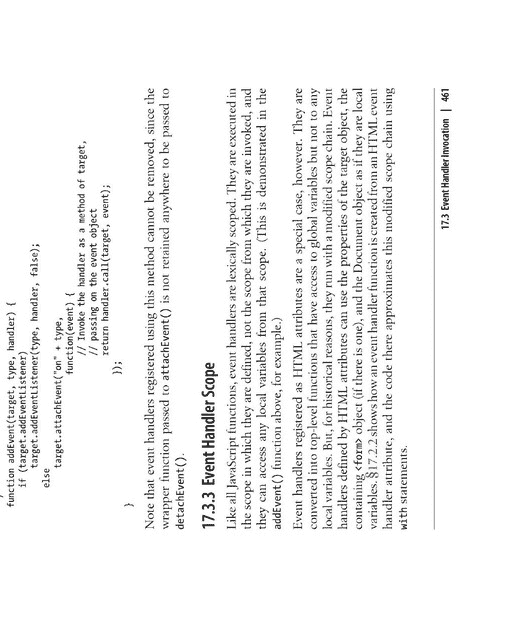 function addEvent(target, type, handler) {
if (target.addEventListener)
target.addEventListener(type, handler, false);
else
target.attachEvent("on" + type,
function(event) {
// Invoke the handler as a method of target,
// passing on the event object
return handler.call(target, event);
});
}
Note that event handlers registered using this method cannot be removed, since the
wrapper function passed to attachEvent() is not retained anywhere to be passed to
detachEvent().
17.3.3 Event Handler Scope
Like all JavaScript functions, event handlers are lexically scoped. They are executed in
the scope in which they are defined, not the scope from which they are invoked, and
they can access any local variables from that scope. (This is demonstrated in the
addEvent() function above, for example.)
Event handlers registered as HTML attributes are a special case, however. They are
converted into top-level functions that have access to global variables but not to any
local variables. But, for historical reasons, they run with a modified scope chain. Event
handlers defined by HTML attributes can use the properties of the target object, the
containing <form> object (if there is one), and the Document object as if they are local
variables. §17.2.2 shows how an event handler function is created from an HTML event
handler attribute, and the code there approximates this modified scope chain using
with statements.
17.3 Event Handler Invocation | 461